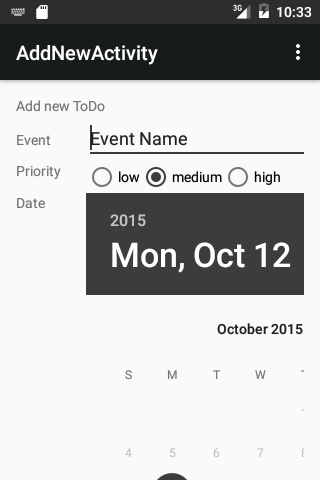 3G 10:33
AddNewActivity
Add new ToDo
Event Event Name
Priority low medium high
Date
2015
Mon, Oct 12
October 2015
S M T W
4 5 6 7